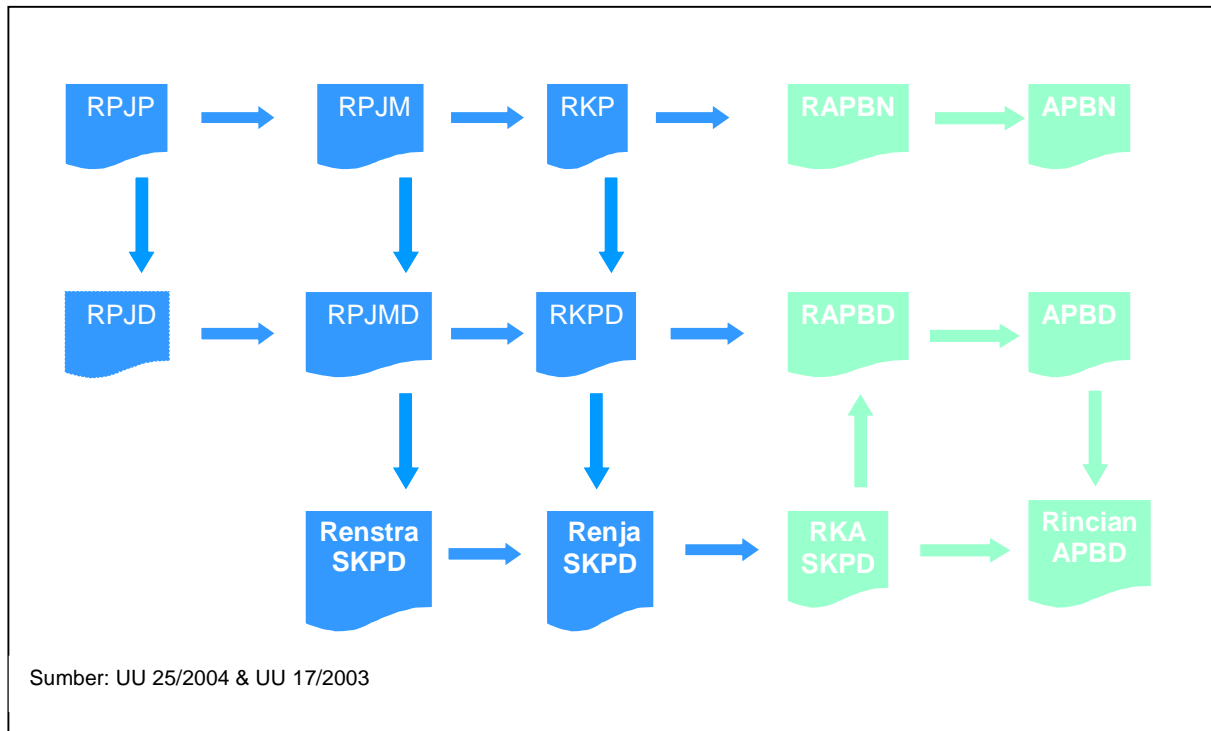 RPJP
RPJM
RKP
RAPBN
APBN
RPJD
RPJMD
RKPD
RAPBD
APBD
Renstra
SKPD
Renja
SKPD
RKA
SKPD
Rincian
APBD
Sumber: UU 25/2004 & UU 17/2003